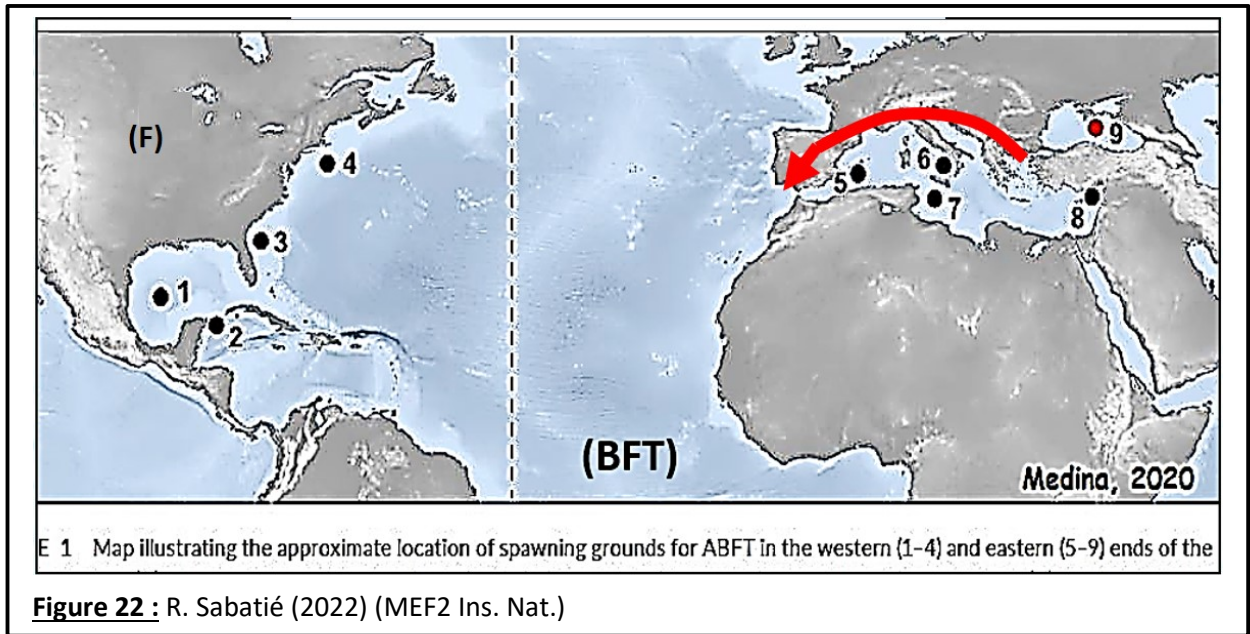 (F)
4
9
6
5
3
7
8
1
2
(BFT)
Medina, 2020
E 1 Map illustrating the approximate location of spawning grounds for ABFT in the western (1–4) and eastern (5–9) ends of the
Figure 22 : R. Sabatié (2022) (MEF2 Ins. Nat.)